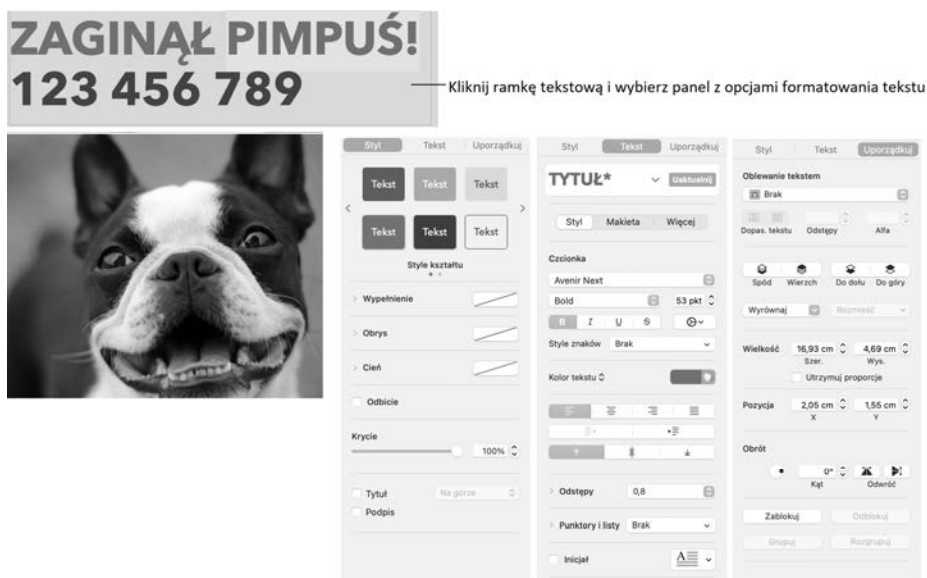 ZAGINĄŁ PIMPUŚ!
123 456 789
Kliknij ramkę tekstową i wybierz panel z opcjami formatowania tekstu
Styl Tekst Uporządkuj
Tekst Tekst Tekst
Tekst Tekst Tekst
Style kształtu
Wypełnienie
Obrys
Cień
Odbicie
Krycie
100%
Tytuł Na górze
Podpis
Styl Tekst Uporządkuj
TYTUŁ* Uaktualnij
Styl Makieta Więcej
Czcionka
Avenir Next
Bold 53 pkt
B I U S
Style znaków Brak
Kolor tekstu
Odstępy 0,8
Punktory i listy Brak
Inicjał A
Styl Tekst Uporządkuj
Oblewanie tekstem
Brak
Dopas. tekstu Odstępy Alfa
Spód Wierzch Do dołu Do góry
Wyrównaj Rozmieść
Wielkość 16,93 cm 4,69 cm
Szer. Wys.
Utrzymuj proporcje
Pozycja 2,05 cm 1,55 cm
X Y
Obrót
0°
Kąt Odwróć
Zablokuj Odblokuj
Grupuj Rozgrupuj